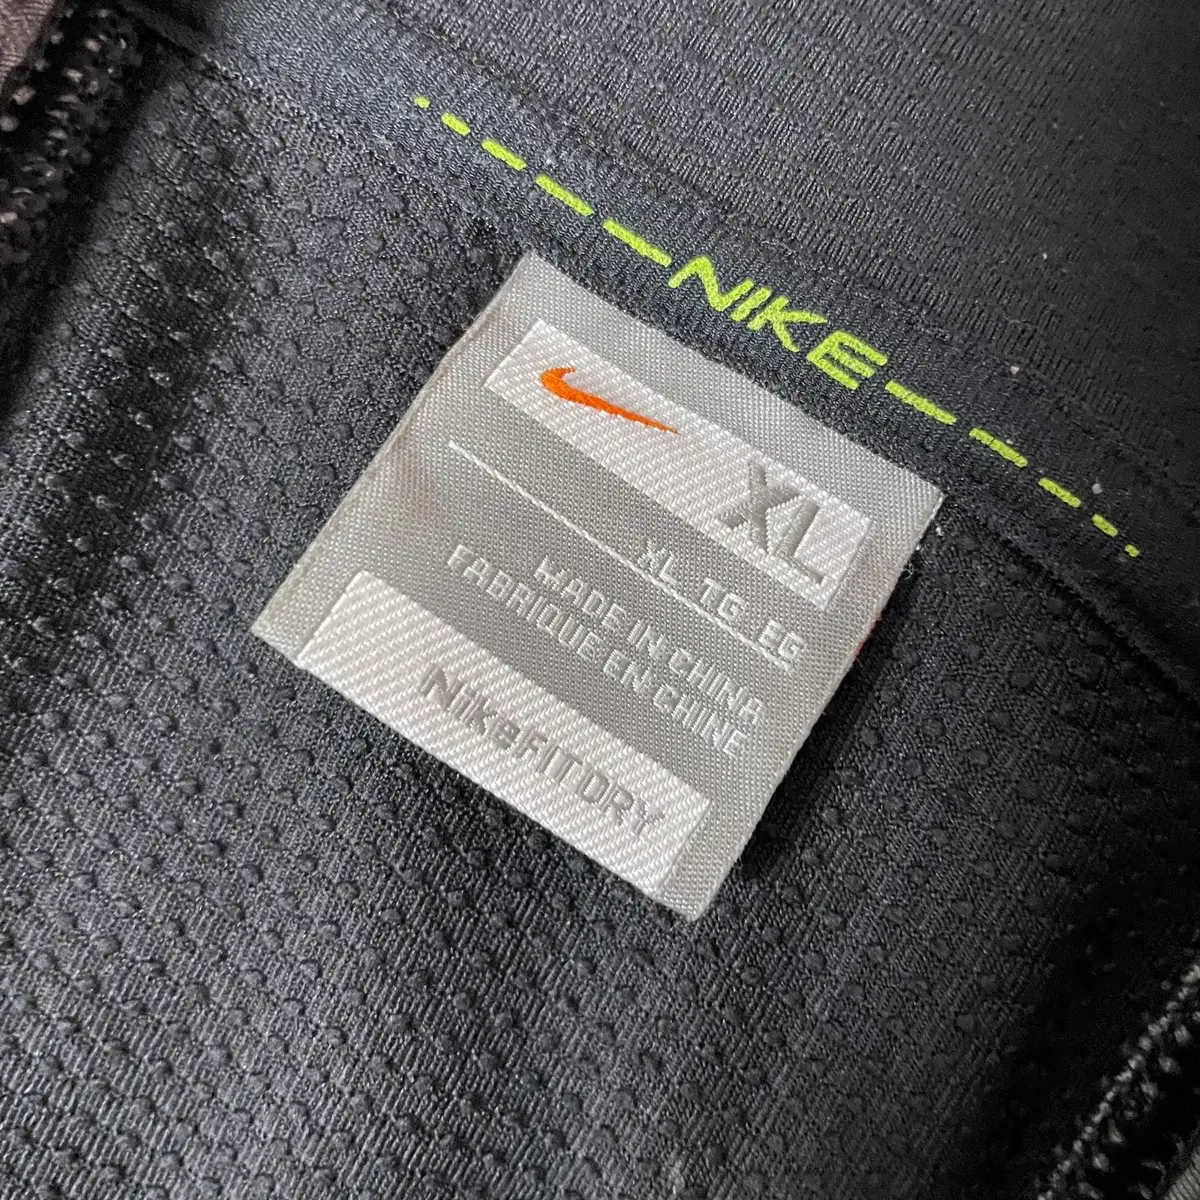 NIKE
XL
XL TG EG
MADE IN CHINA
FABRIQUE EN CHINE
NikeFITDRY